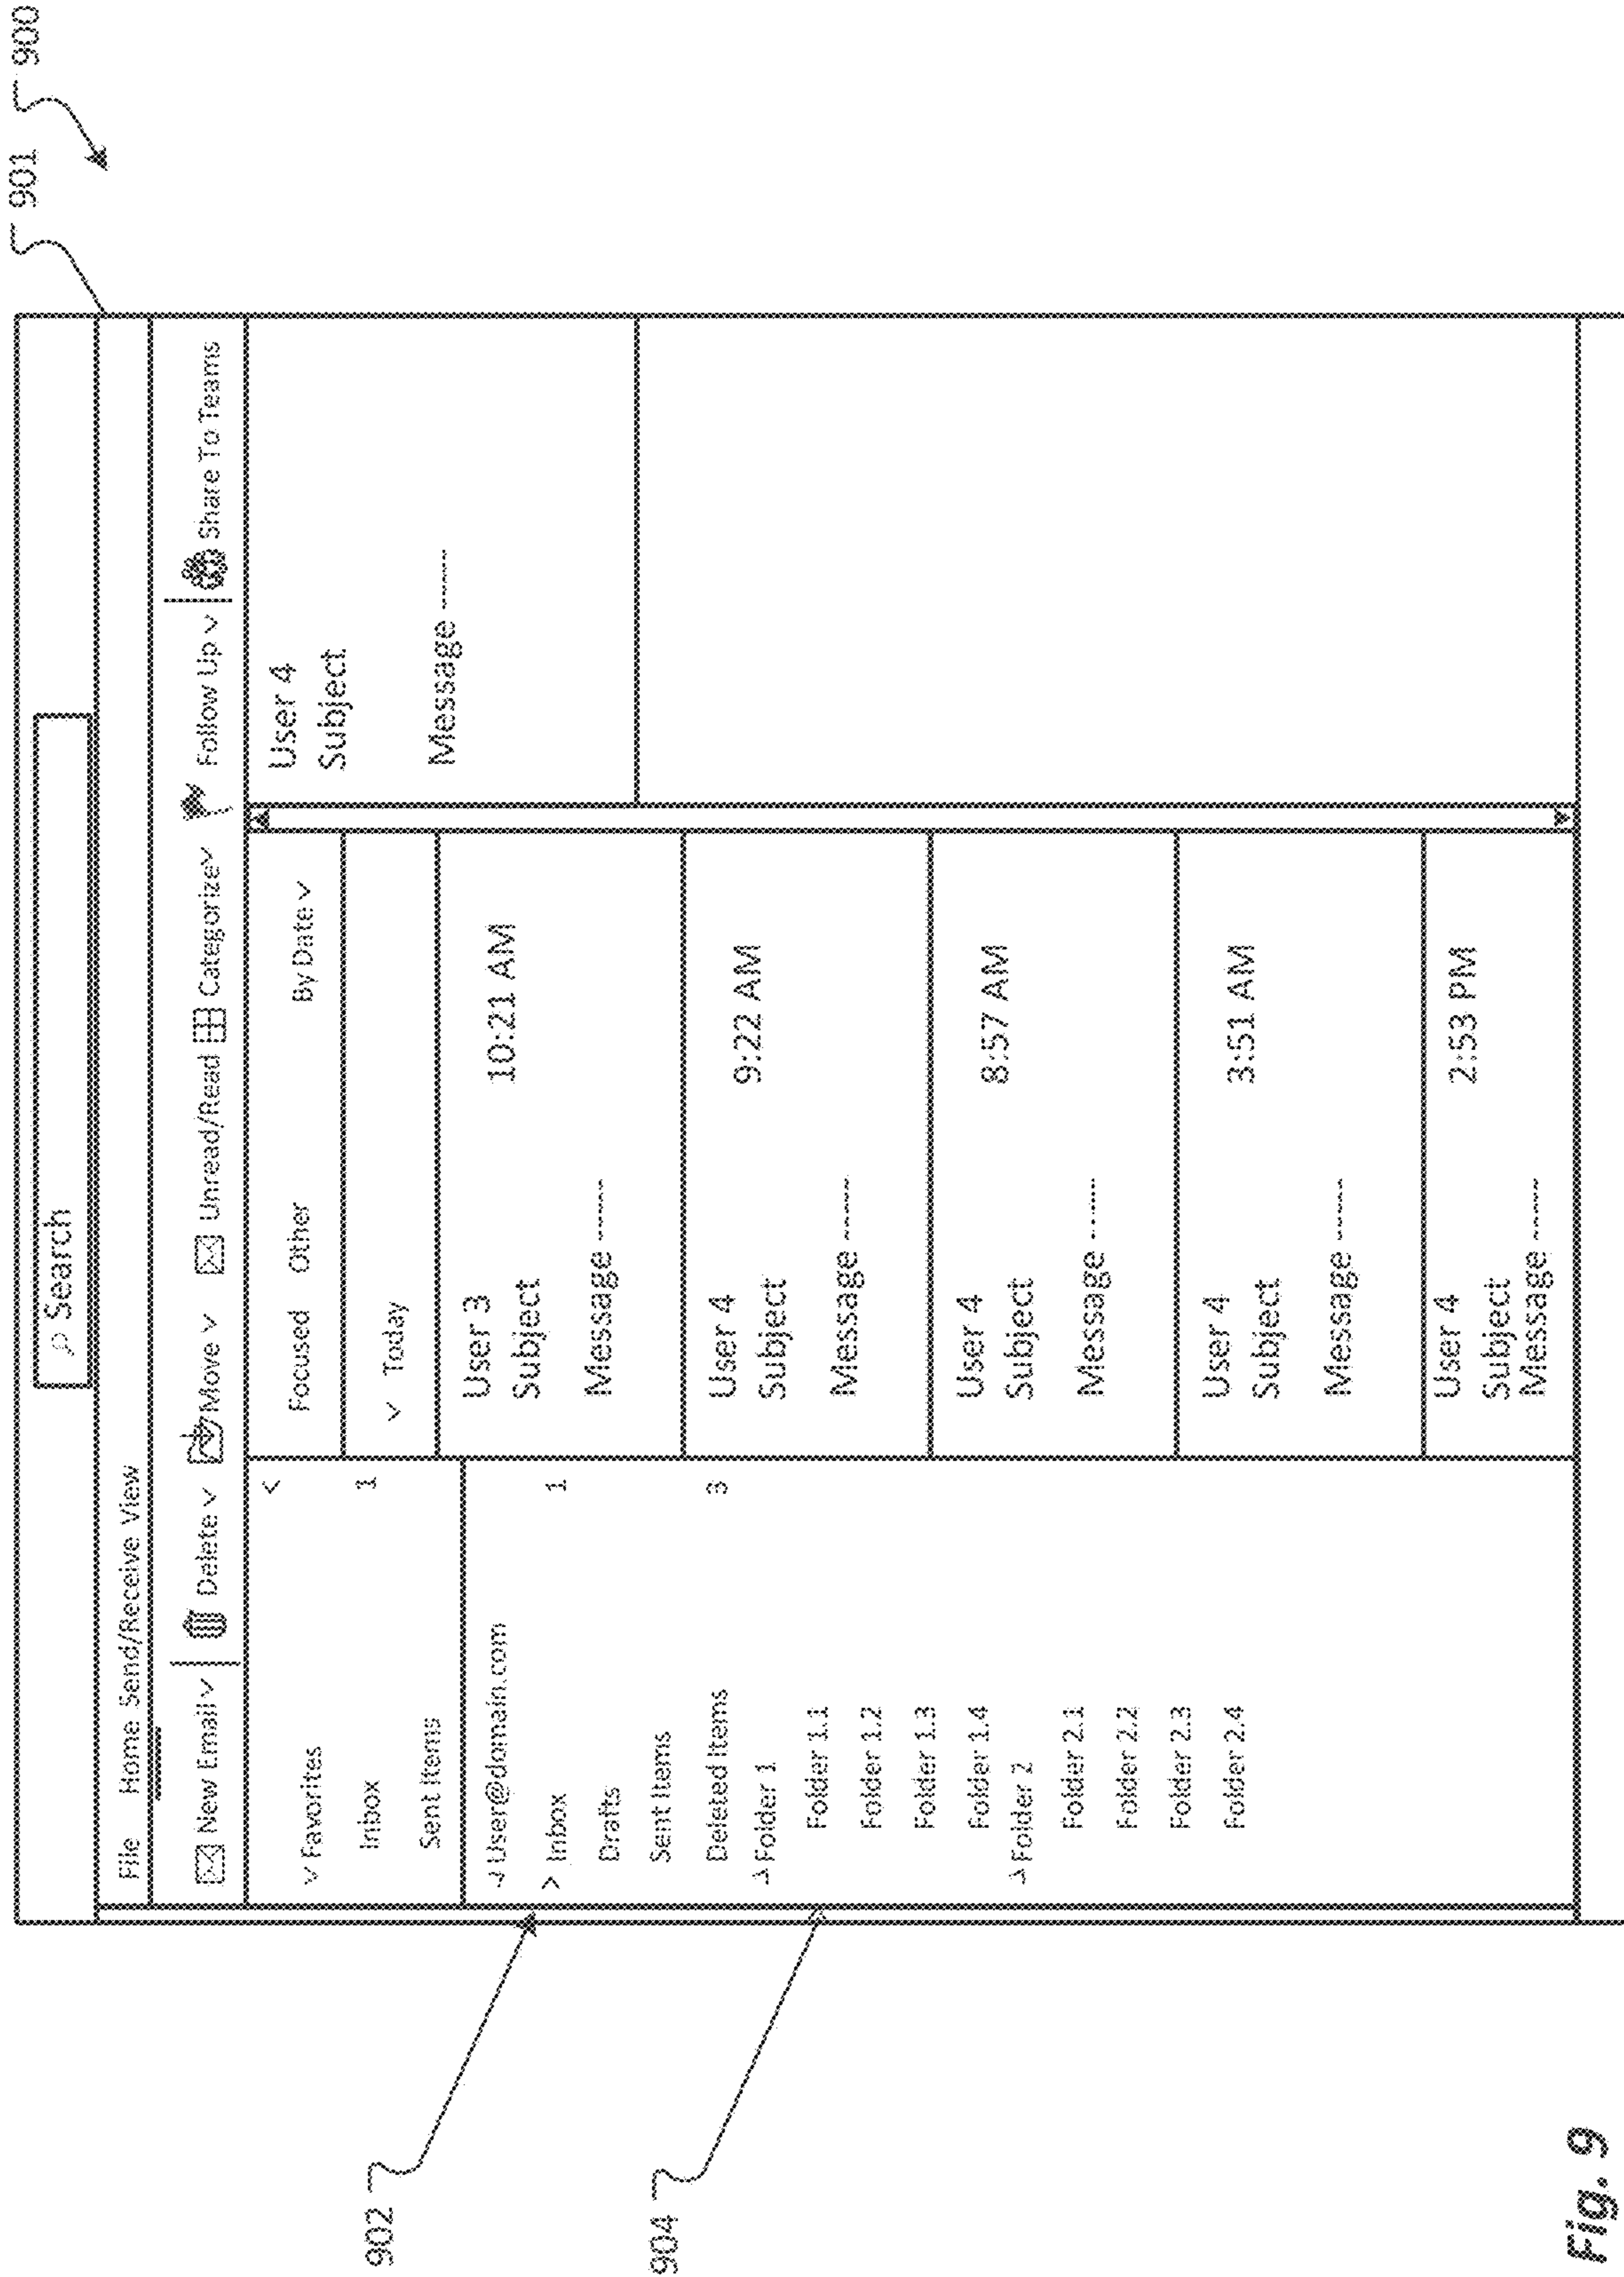 900
901
Search
File Home Send/Receive View
New Email Delete Move Unread/Read Categorize Follow Up Share To Teams
Favorites
Inbox 1
Sent Items
User@domain.com
Inbox 1
Drafts
Sent Items
Deleted Items 3
Folder 1
Folder 1.1
Folder 1.2
Folder 1.3
Folder 1.4
Folder 2
Folder 2.1
Folder 2.2
Folder 2.3
Folder 2.4
Focused Other By Date
Today
User 3
Subject 10:21 AM
Message ------
User 4
Subject 9:22 AM
Message ------
User 4
Subject 8:57 AM
Message ------
User 4
Subject 3:51 AM
Message ------
User 4
Subject 2:53 PM
Message ------
User 4
Subject
Message ------
902
904
Fig. 9